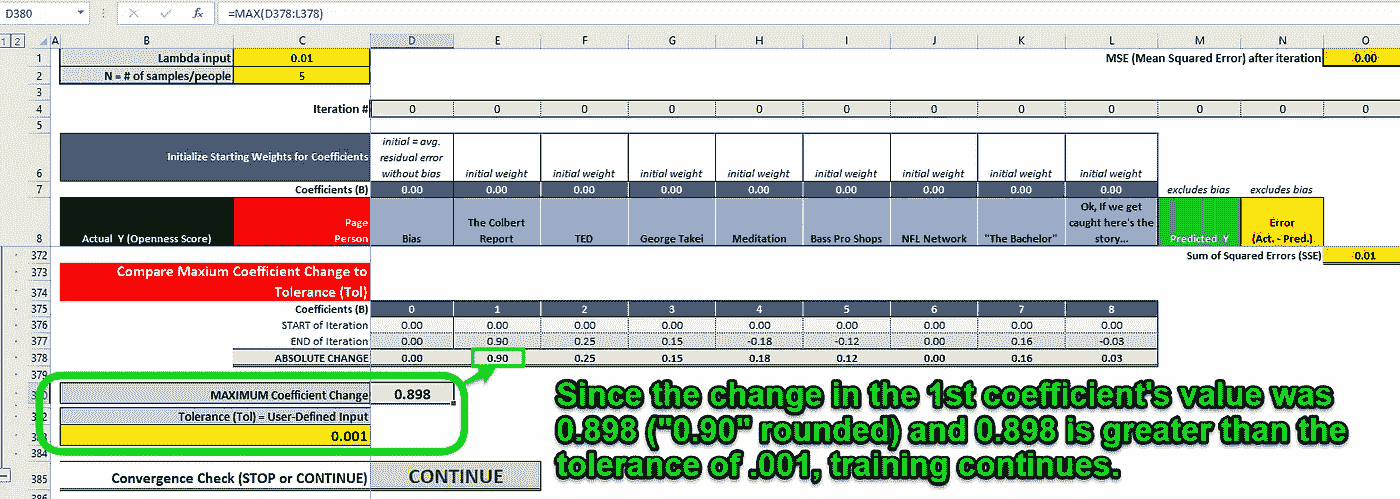 D380 fx =MAX(D378:L378)
1 2 A B C D E F G H I J K L M N O
1 Lambda input 0.01 MSE (Mean Squared Error) after iteration 0.00
2 N = # of samples/people 5
3
4 Iteration # 0 0 0 0 0 0 0 0 0 0 0 0
5
initial = avg.
residual error
6 Initialize Starting Weights for Coefficients without bias initial weight initial weight initial weight initial weight initial weight initial weight initial weight initial weight
7 Coefficients (B) 0.00 0.00 0.00 0.00 0.00 0.00 0.00 0.00 0.00 excludes bias excludes bias
Ok, If we get
Page The Colbert caught here's the Error
8 Actual Y (Openness Score) Person Bias Report TED George Takei Meditation Bass Pro Shops NFL Network "The Bachelor" story... Predicted Y (Act. - Pred.)
372 Sum of Squared Errors (SSE) 0.01
373 Compare Maxium Coefficient Change to
374 Tolerance (Tol)
375 Coefficients (B) 0 1 2 3 4 5 6 7 8
376 START of Iteration 0.00 0.00 0.00 0.00 0.00 0.00 0.00 0.00 0.00
377 END of Iteration 0.00 0.90 0.25 0.15 -0.18 -0.12 0.00 0.16 -0.03
378 ABSOLUTE CHANGE 0.00 0.90 0.25 0.15 0.18 0.12 0.00 0.16 0.03
379
MAXIMUM Coefficient Change 0.898
Tolerance (Tol) = User-Defined Input
0.001
384
385 Convergence Check (STOP or CONTINUE) CONTINUE
386
Since the change in the 1st coefficient's value was
0.898 ("0.90" rounded) and 0.898 is greater than the
tolerance of .001, training continues.